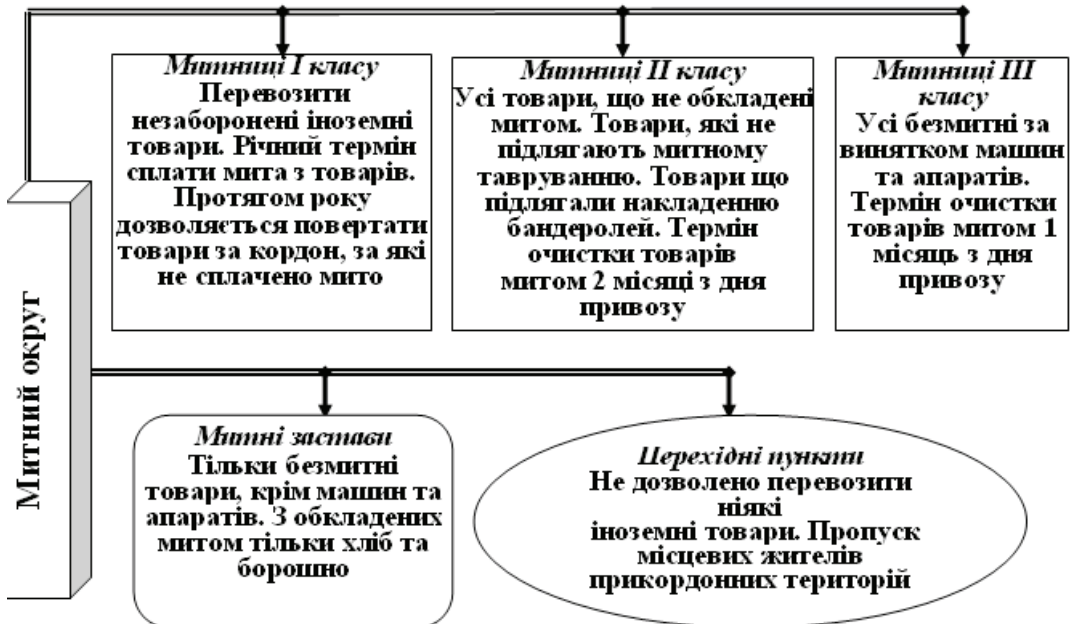 Митниці І класу
Перевозити
незаборонені іноземні
товари. Річний термін
сплати мита з товарів.
Протягом року
дозволяється повертати
товари за кордон, за які
не сплачено мито
Митниці ІІ класу
Усі товари, що не обкладені
митом. Товари, які не
підлягають митному
тавруванню. Товари що
підлягали накладенню
бандеролей. Термін
очистки товарів
митом 2 місяці з дня
привозу
Митниці ІІІ
класу
Усі безмитні за
винятком машин
та апаратів.
Термін очистки
товарів митом 1
місяць з дня
привозу
Митний округ
Митні застави
Тільки безмитні
товари, крім машин та
апаратів. З обкладених
митом тільки хліб та
борошно
Перехідні пункти
Не дозволено перевозити
ніякі
іноземні товари. Пропуск
місцевих жителів
прикордонних територій